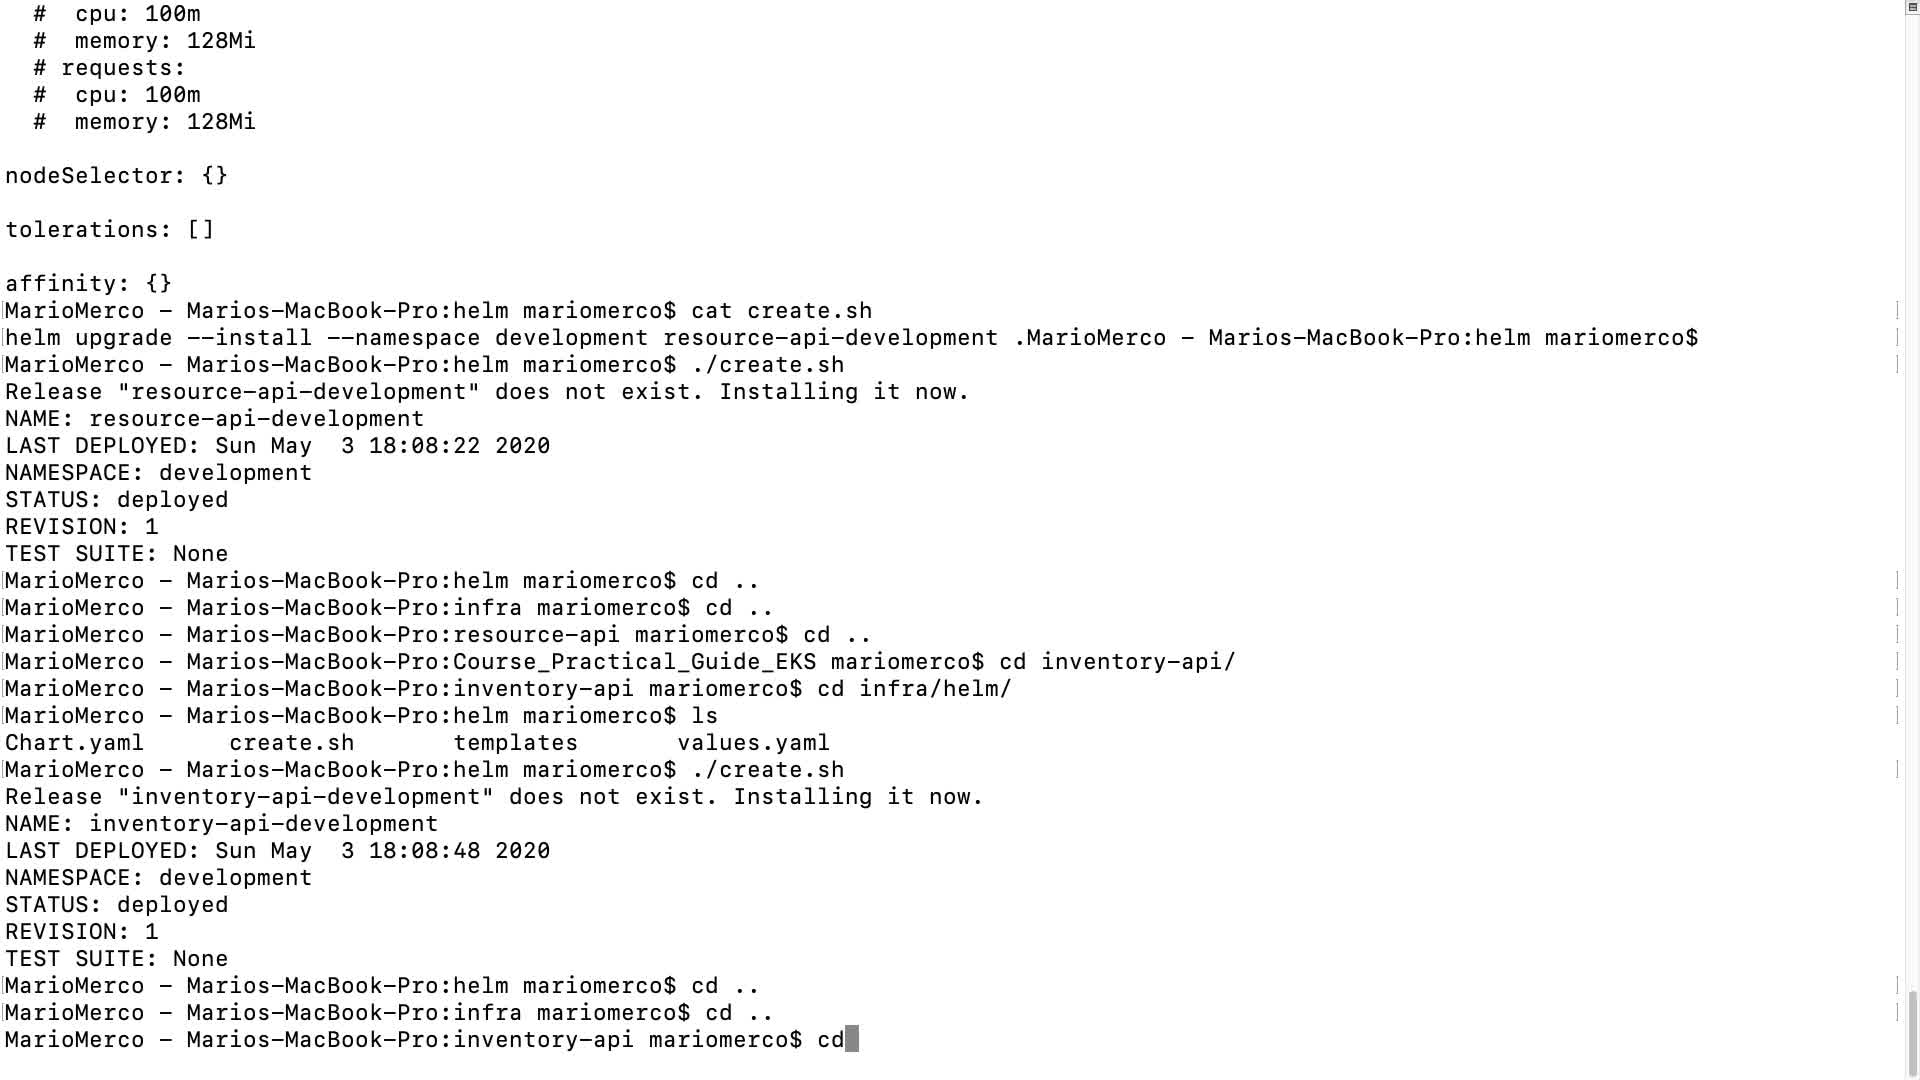 #  cpu: 100m
#  memory: 128Mi
# requests:
#  cpu: 100m
#  memory: 128Mi
nodeSelector: {}
tolerations: []
affinity: {}
MarioMerco - Marios-MacBook-Pro:helm mariomerco$ cat create.sh
helm upgrade --install --namespace development resource-api-development .MarioMerco - Marios-MacBook-Pro:helm mariomerco$
MarioMerco - Marios-MacBook-Pro:helm mariomerco$ ./create.sh
Release "resource-api-development" does not exist. Installing it now.
NAME: resource-api-development
LAST DEPLOYED: Sun May  3 18:08:22 2020
NAMESPACE: development
STATUS: deployed
REVISION: 1
TEST SUITE: None
MarioMerco - Marios-MacBook-Pro:helm mariomerco$ cd ..
MarioMerco - Marios-MacBook-Pro:infra mariomerco$ cd ..
MarioMerco - Marios-MacBook-Pro:resource-api mariomerco$ cd ..
MarioMerco - Marios-MacBook-Pro:Course_Practical_Guide_EKS mariomerco$ cd inventory-api/
MarioMerco - Marios-MacBook-Pro:inventory-api mariomerco$ cd infra/helm/
MarioMerco - Marios-MacBook-Pro:helm mariomerco$ ls
Chart.yaml      create.sh       templates       values.yaml
MarioMerco - Marios-MacBook-Pro:helm mariomerco$ ./create.sh
Release "inventory-api-development" does not exist. Installing it now.
NAME: inventory-api-development
LAST DEPLOYED: Sun May  3 18:08:48 2020
NAMESPACE: development
STATUS: deployed
REVISION: 1
TEST SUITE: None
MarioMerco - Marios-MacBook-Pro:helm mariomerco$ cd ..
MarioMerco - Marios-MacBook-Pro:infra mariomerco$ cd ..
MarioMerco - Marios-MacBook-Pro:inventory-api mariomerco$ cd